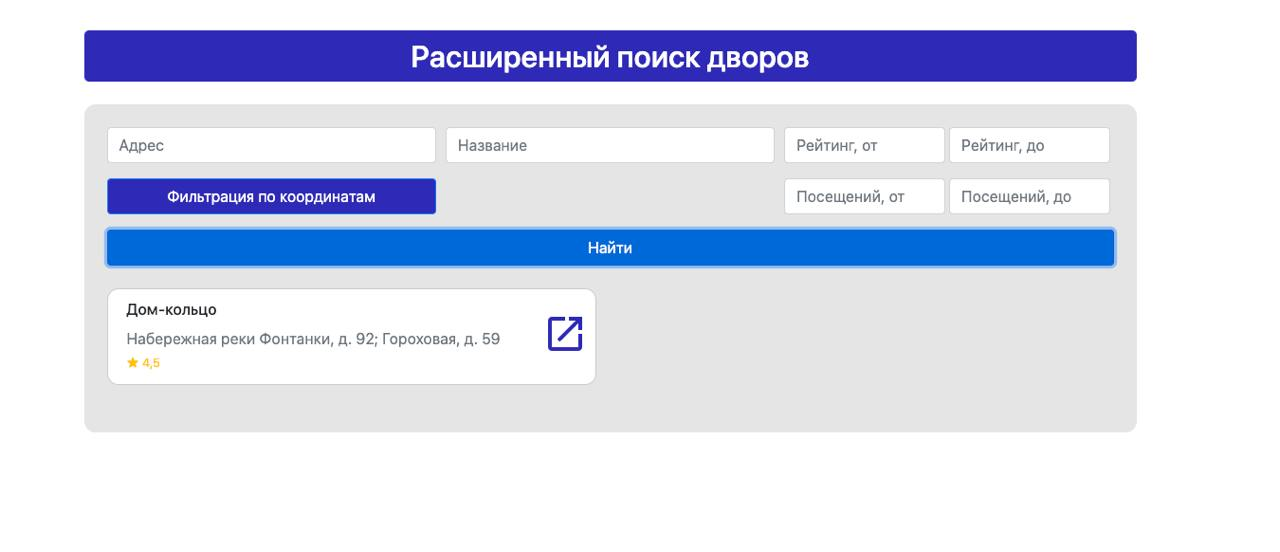 Расширенный поиск дворов
Адрес
Название
Рейтинг, от
Рейтинг, до
Фильтрация по координатам
Посещений, от
Посещений, до
Найти
Дом-кольцо
Набережная реки Фонтанки, д. 92; Гороховая, д. 59
★ 4,5